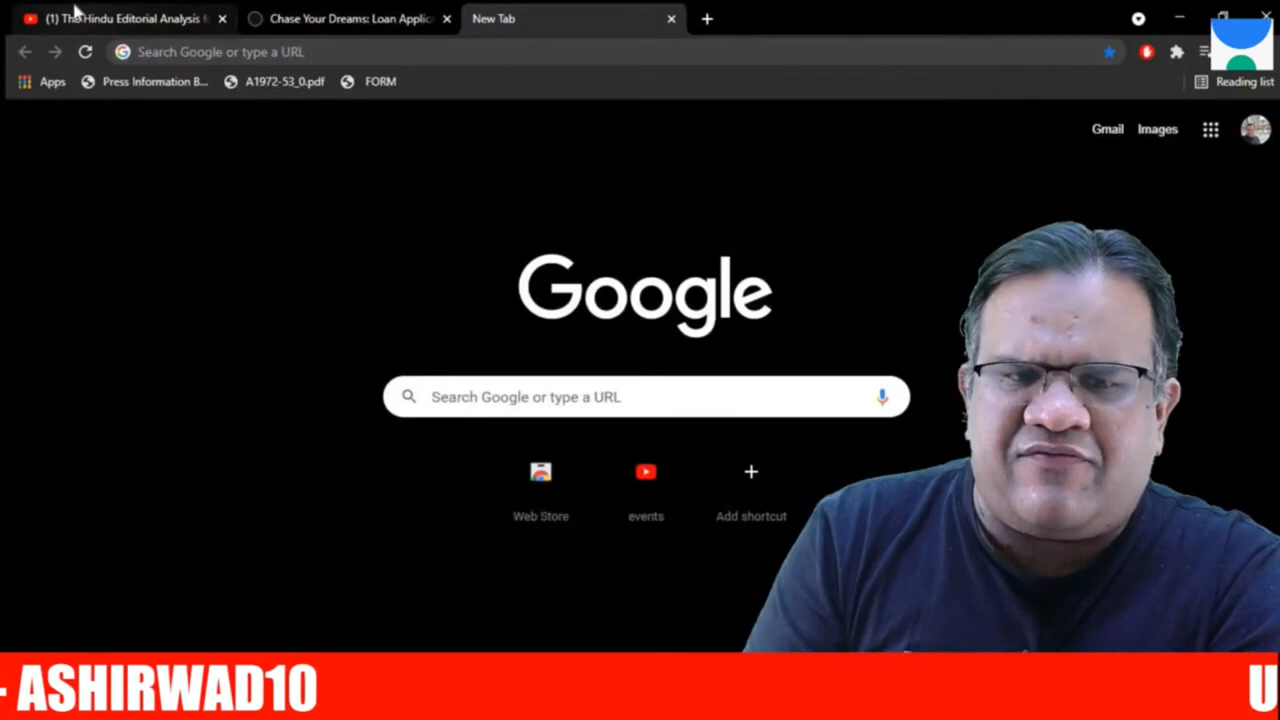 (1) The Hindu Editorial Analysis
Chase Your Dreams: Loan Applic
New Tab
Search Google or type a URL
Apps
Press Information B...
A1972-53_0.pdf
FORM
Reading list
Gmail
Images
Google
Search Google or type a URL
Web Store
events
Add shortcut
- ASHIRWAD10
U